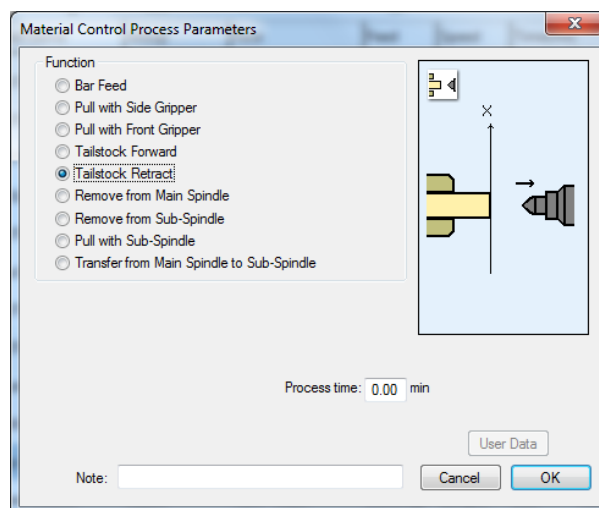 Material Control Process Parameters
Function
Bar Feed
Pull with Side Gripper
Pull with Front Gripper
Tailstock Forward
Tailstock Retract
Remove from Main Spindle
Remove from Sub-Spindle
Pull with Sub-Spindle
Transfer from Main Spindle to Sub-Spindle
X
Process time: 0.00 min
User Data
Note:
Cancel OK